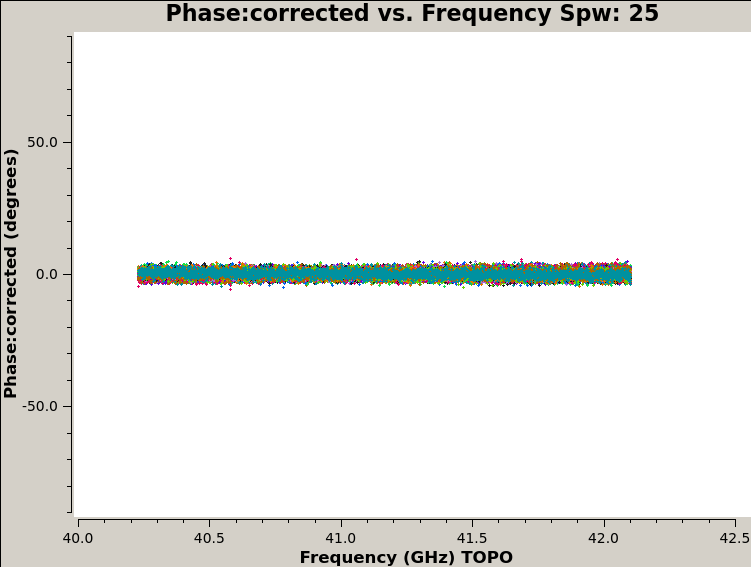 Phase:corrected vs. Frequency Spw: 25
Phase:corrected (degrees)
50.0
0.0
-50.0
40.0 40.5 41.0 41.5 42.0 42.5
Frequency (GHz) TOPO